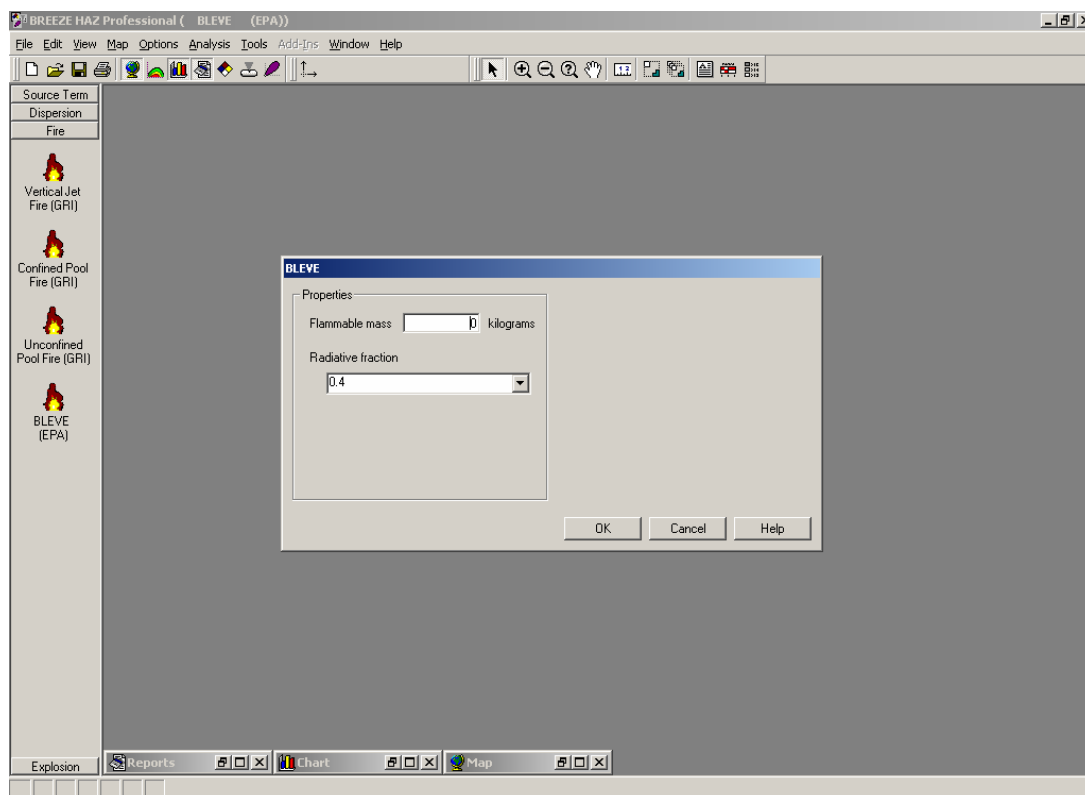 BREEZE HAZ Professional ( BLEVE (EPA))
File Edit View Map Options Analysis Tools Add-Ins Window Help
Source Term
Dispersion
Fire
Vertical Jet
Fire (GRI)
Confined Pool
Fire (GRI)
Unconfined
Pool Fire (GRI)
BLEVE
(EPA)
BLEVE
Properties
Flammable mass 0 kilograms
Radiative fraction
0.4
OK Cancel Help
Explosion
Reports Chart Map